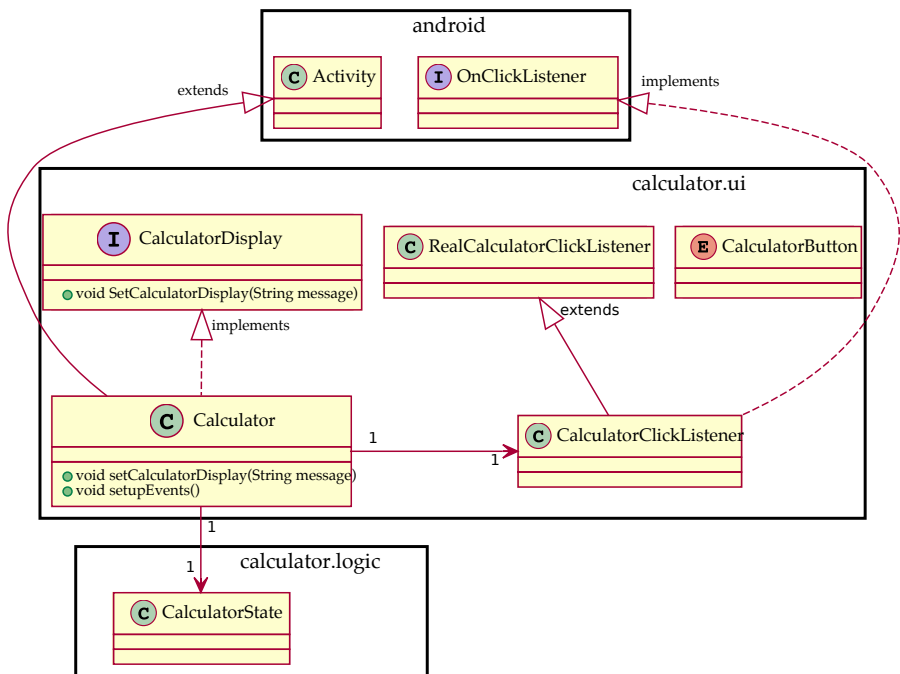 android
C Activity
I OnClickListener
extends
implements
calculator.ui
I CalculatorDisplay
void SetCalculatorDisplay(String message)
C RealCalculatorClickListener
E CalculatorButton
implements
extends
C Calculator
void setCalculatorDisplay(String message)
void setupEvents()
1
1
C CalculatorClickListener
1
1
calculator.logic
C CalculatorState